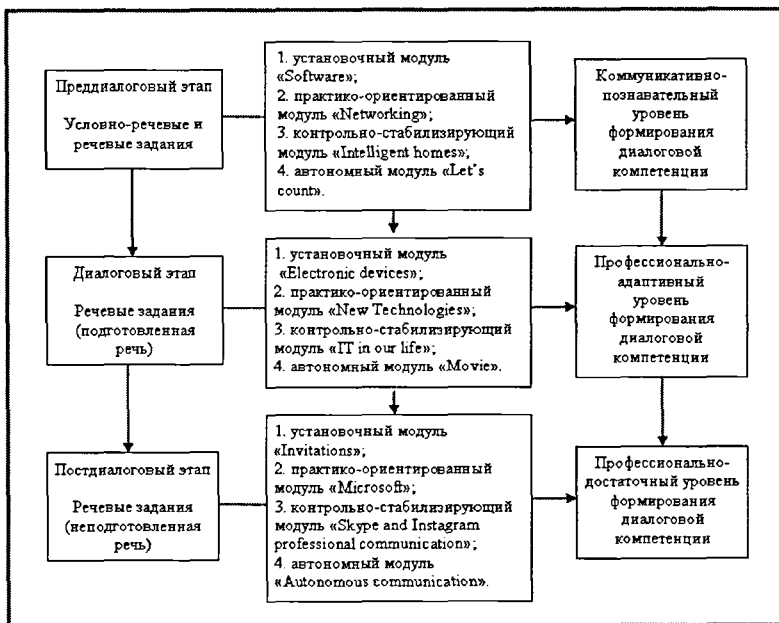 Преддиалоговый этап
Условно-речевые и
речевые задания
1. установочный модуль
«Software»;
2. практико-ориентированный
модуль «Networking»;
3. контрольно-стабилизирующий
модуль «Intelligent homes»;
4. автономный модуль «Let's
count».
Коммуникативно-
познавательный
уровень
формирования
диалоговой
компетенции
Диалоговый этап
Речевые задания
(подготовленная
речь)
1. установочный модуль
«Electronic devices»;
2. практико-ориентированный
модуль «New Technologies»;
3. контрольно-стабилизирующий
модуль «IT in our life»;
4. автономный модуль «Movie».
Профессионально-
адаптивный
уровень
формирования
диалоговой
компетенции
Постдиалоговый этап
Речевые задания
(неподготовленная
речь)
1. установочный модуль
«Invitations»;
2. практико-ориентированный
модуль «Microsoft»;
3. контрольно-стабилизирующий
модуль «Skype and Instagram
professional communication»;
4. автономный модуль
«Autonomous communication».
Профессионально-
достаточный уровень
формирования
диалоговой
компетенции